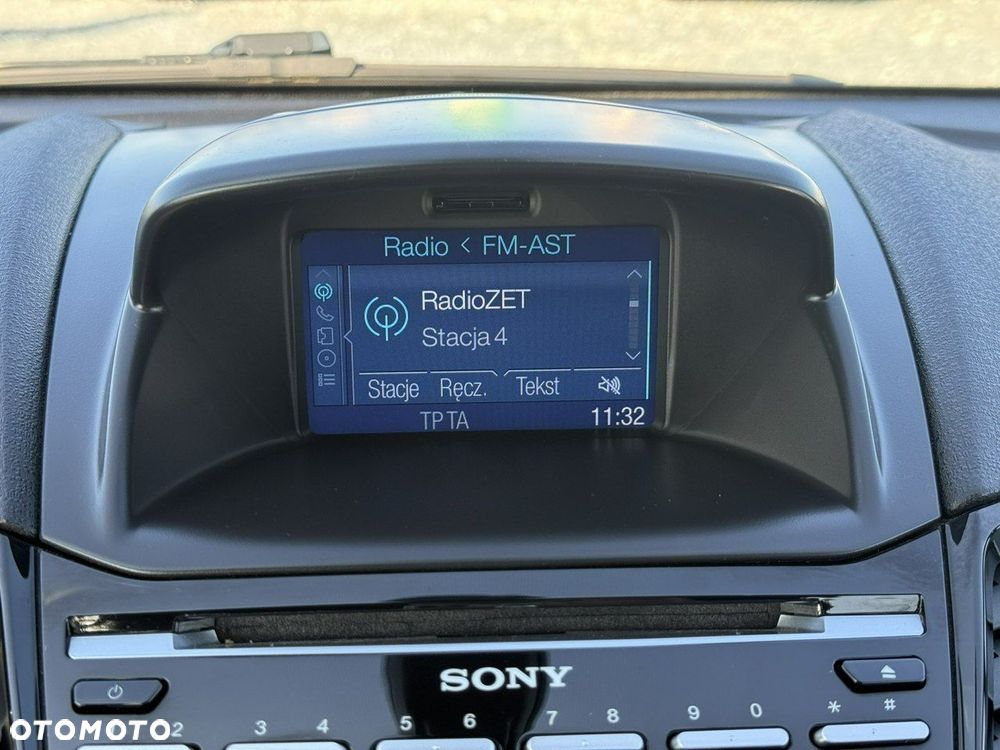 Radio < FM-AST
RadioZET
Stacja 4
Stacje Ręcz. Tekst
TP TA 11:32
SONY
2 3 4 5 6 7 8 9 0 * #
OTOMOTO